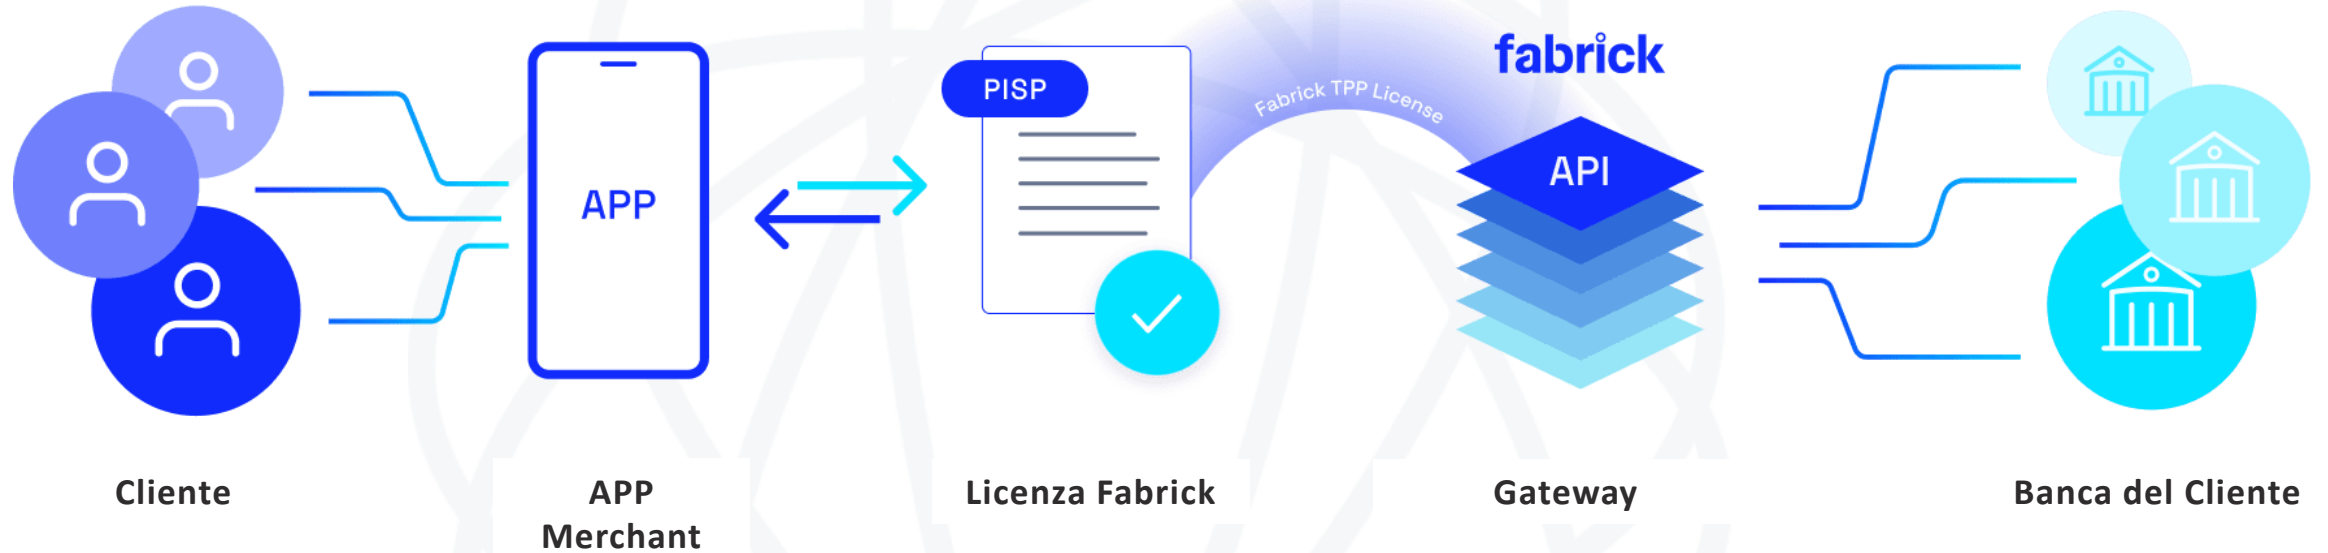 fabrick
PISP
Fabrick TPP License
API
APP
Cliente
APP
Merchant
Licenza Fabrick
Gateway
Banca del Cliente